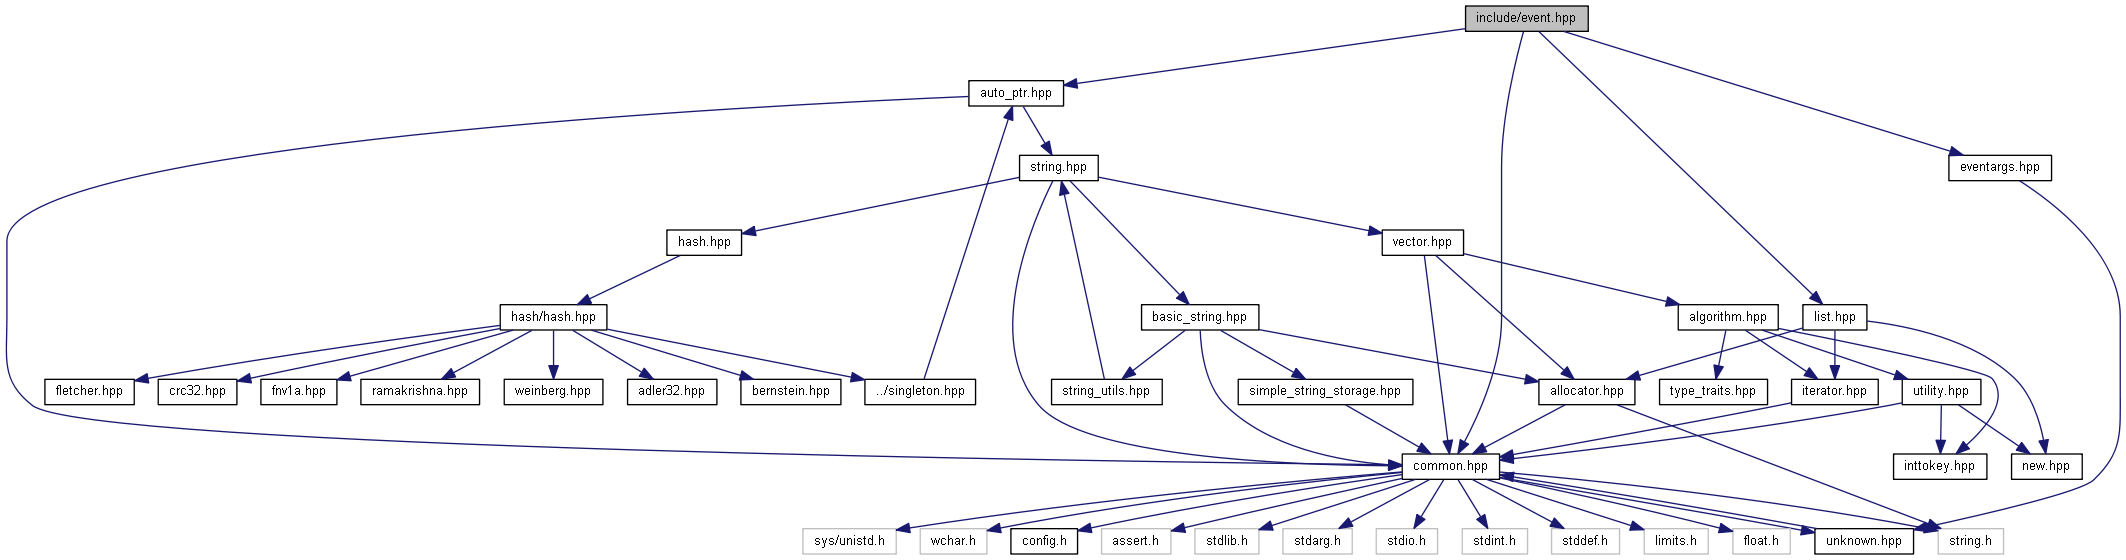 include/event.hpp
auto_ptr.hpp
string.hpp
eventargs.hpp
hash.hpp
vector.hpp
hash/hash.hpp
basic_string.hpp
algorithm.hpp
list.hpp
fletcher.hpp
crc32.hpp
fnv1a.hpp
ramakrishna.hpp
weinberg.hpp
adler32.hpp
bernstein.hpp
../singleton.hpp
string_utils.hpp
simple_string_storage.hpp
allocator.hpp
type_traits.hpp
iterator.hpp
utility.hpp
common.hpp
inttokey.hpp
new.hpp
sys/unistd.h
wchar.h
config.h
assert.h
stdlib.h
stdarg.h
stdio.h
stdint.h
stddef.h
limits.h
float.h
unknown.hpp
string.h